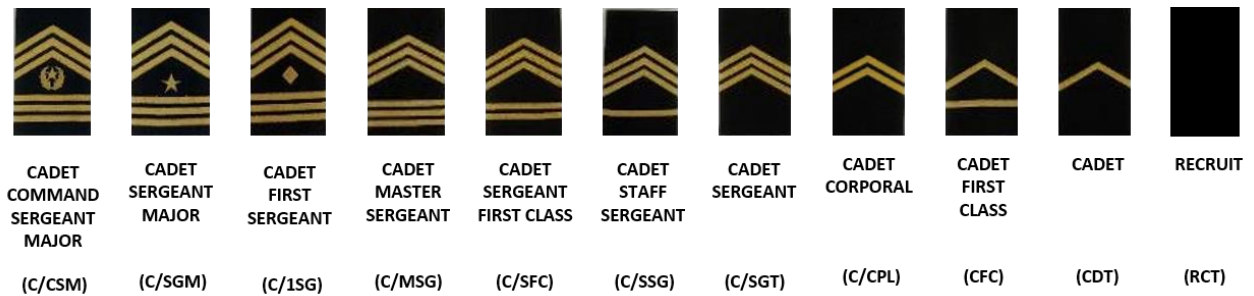 CADET
COMMAND
SERGEANT
MAJOR
(C/CSM)
CADET
SERGEANT
MAJOR
(C/SGM)
CADET
FIRST
SERGEANT
(C/1SG)
CADET
MASTER
SERGEANT
(C/MSG)
CADET
SERGEANT
FIRST CLASS
(C/SFC)
CADET
STAFF
SERGEANT
(C/SSG)
CADET
SERGEANT
(C/SGT)
CADET
CORPORAL
(C/CPL)
CADET
FIRST
CLASS
(CFC)
CADET
(CDT)
RECRUIT
(RCT)